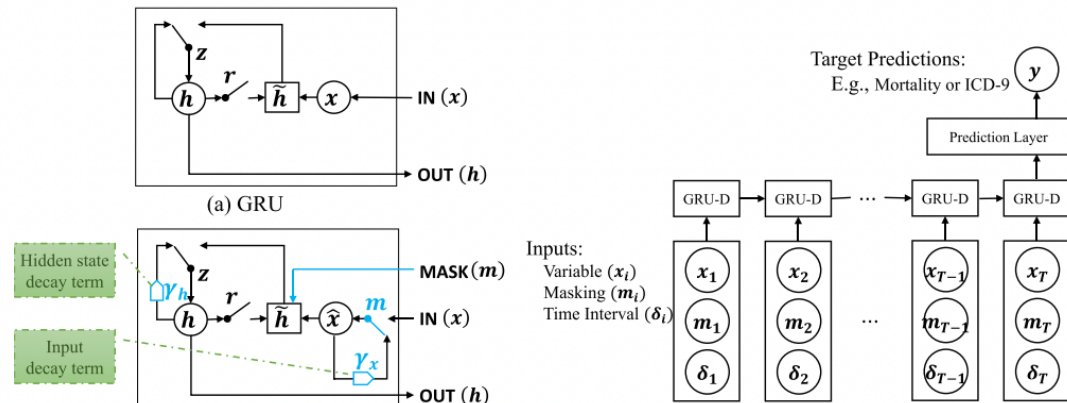 z
h
r
h̃
x
IN (x)
OUT (h)
(a) GRU
Hidden state
decay term
Input
decay term
γh
z
h
r
h̃
x̂
m
γx
MASK (m)
IN (x)
OUT (h)
Target Predictions:
E.g., Mortality or ICD-9
y
Prediction Layer
GRU-D
GRU-D
...
GRU-D
GRU-D
Inputs:
Variable (xi)
Masking (mi)
Time Interval (δi)
x1
x2
xT−1
xT
m1
m2
...
mT−1
mT
δ1
δ2
δT−1
δT